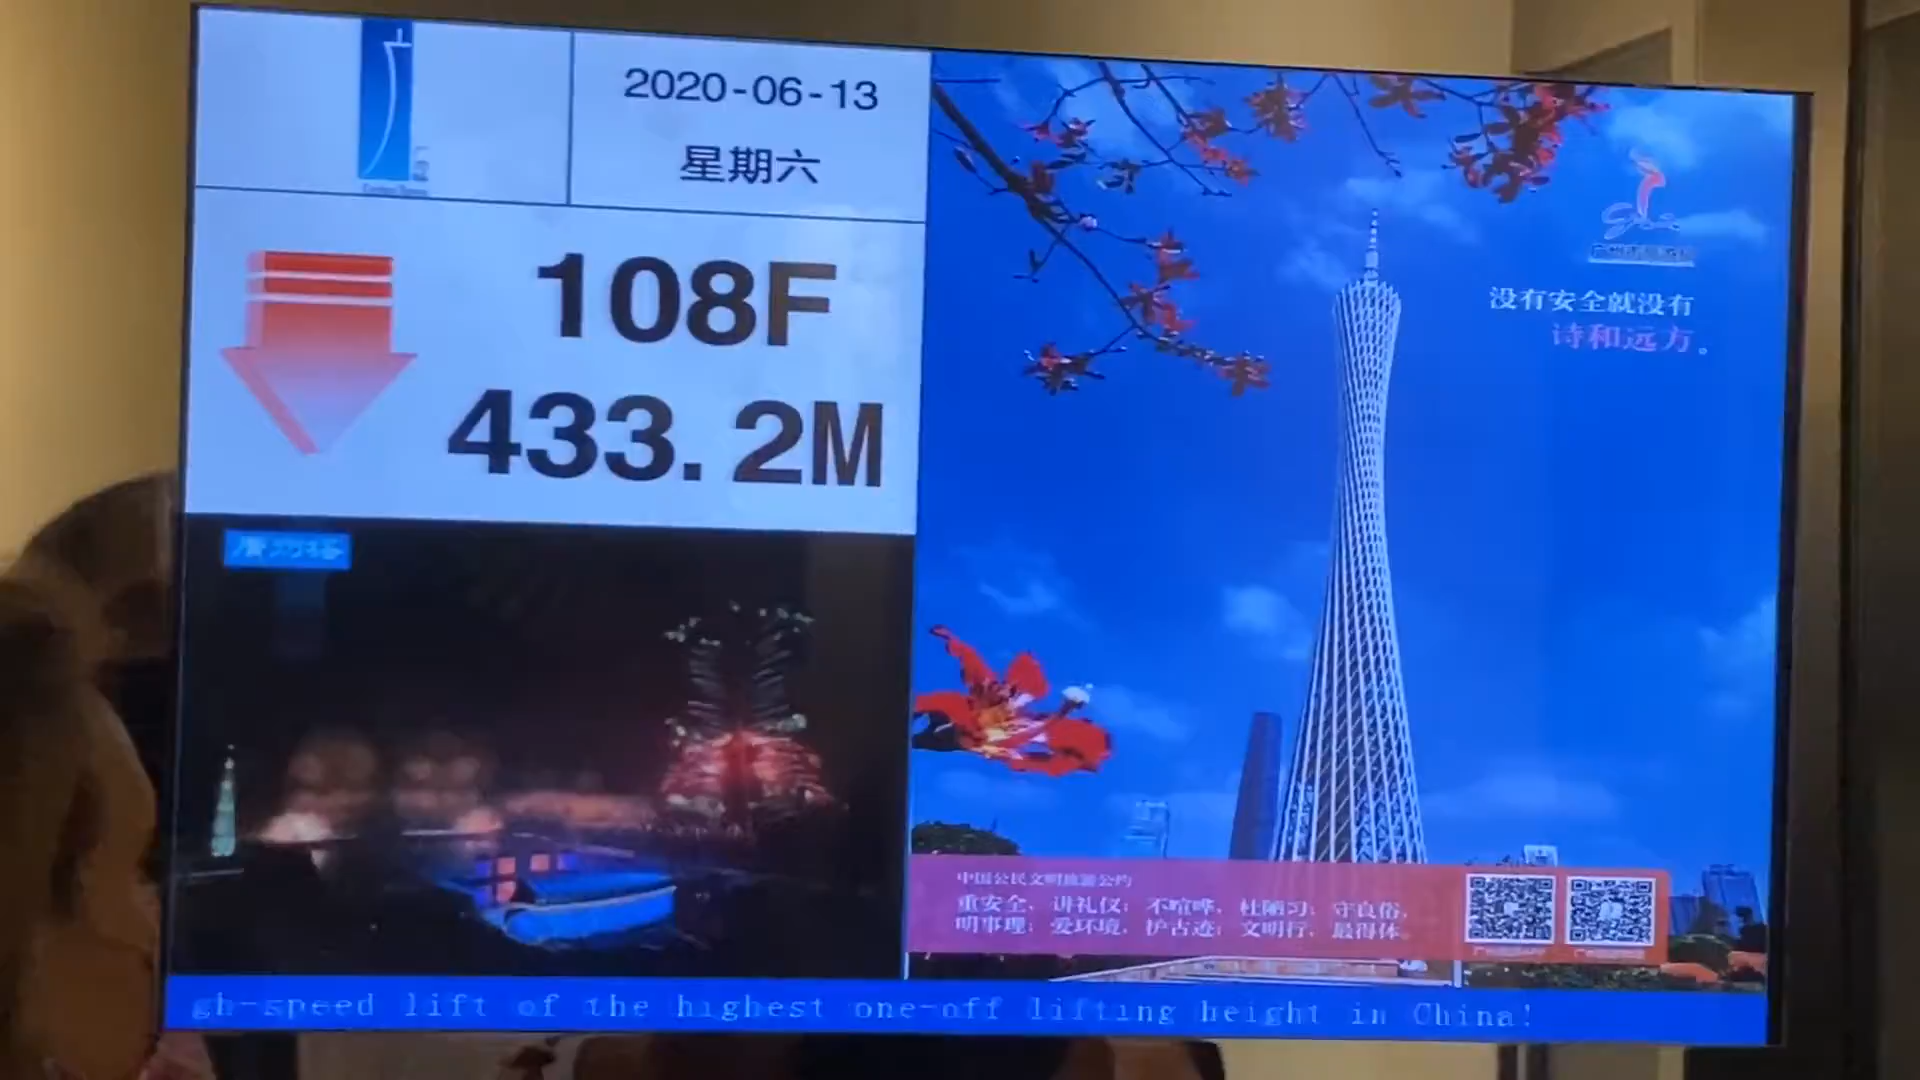 2020-06-13
星期六
108F
433.2M
广州塔
没有安全就没有
诗和远方。
中国公民文明旅游公约
重安全，讲礼仪；不喧哗，杜陋习；守良俗，
明事理；爱环境，护古迹；文明行，最得体。
gh-speed lift of the highest one-off lifting height in China!